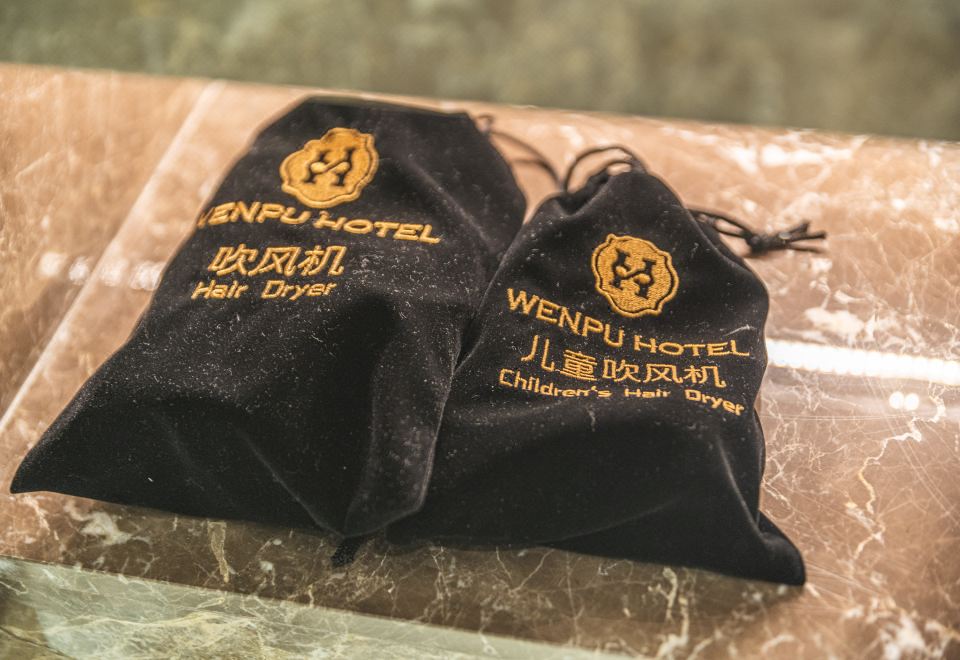 WENPU HOTEL
吹风机
Hair Dryer
WENPU HOTEL
儿童吹风机
Children's Hair Dryer